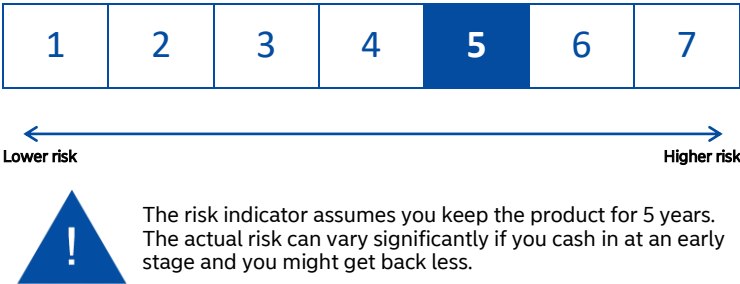 1 2 3 4 5 6 7
Lower risk Higher risk
!
The risk indicator assumes you keep the product for 5 years.
The actual risk can vary significantly if you cash in at an early
stage and you might get back less.